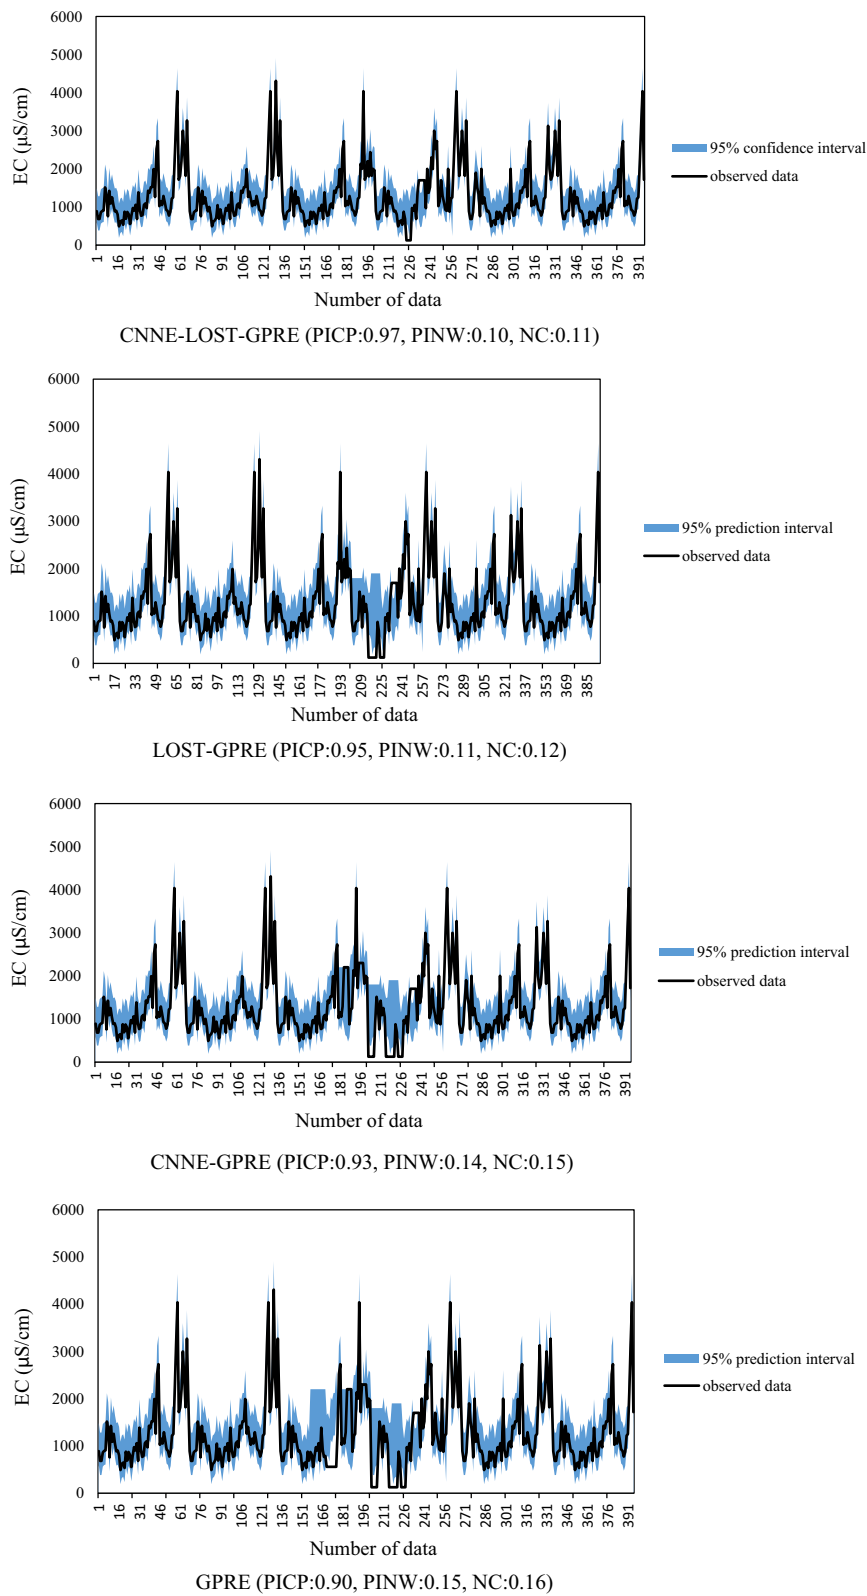 6000
5000
4000
3000
2000
1000
0
EC (µS/cm)
95% confidence interval
observed data
1 16 31 46 61 76 91 106 121 136 151 166 181 196 211 226 241 256 271 286 301 316 331 346 361 376 391
Number of data
CNNE-LOST-GPRE (PICP:0.97, PINW:0.10, NC:0.11)
6000
5000
4000
3000
2000
1000
0
EC (µS/cm)
95% prediction interval
observed data
1 17 33 49 65 81 97 113 129 145 161 177 193 209 225 241 257 273 289 305 321 337 353 369 385
Number of data
LOST-GPRE (PICP:0.95, PINW:0.11, NC:0.12)
6000
5000
4000
3000
2000
1000
0
EC (µS/cm)
95% prediction interval
observed data
1 16 31 46 61 76 91 106 121 136 151 166 181 196 211 226 241 256 271 286 301 316 331 346 361 376 391
Number of data
CNNE-GPRE (PICP:0.93, PINW:0.14, NC:0.15)
6000
5000
4000
3000
2000
1000
0
EC (µS/cm)
95% prediction interval
observed data
1 16 31 46 61 76 91 106 121 136 151 166 181 196 211 226 241 256 271 286 301 316 331 346 361 376 391
Number of data
GPRE (PICP:0.90, PINW:0.15, NC:0.16)